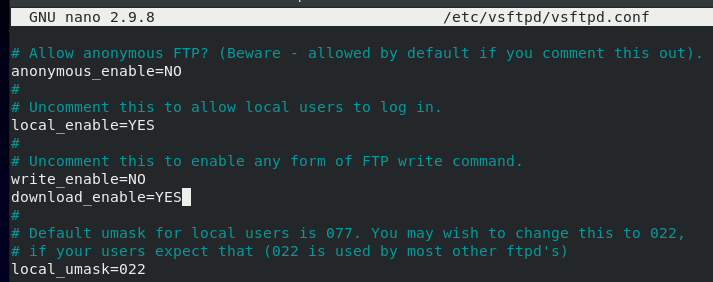 GNU nano 2.9.8 /etc/vsftpd/vsftpd.conf
# Allow anonymous FTP? (Beware - allowed by default if you comment this out).
anonymous_enable=NO
#
# Uncomment this to allow local users to log in.
local_enable=YES
#
# Uncomment this to enable any form of FTP write command.
write_enable=NO
download_enable=YES
#
# Default umask for local users is 077. You may wish to change this to 022,
# if your users expect that (022 is used by most other ftpd's)
local_umask=022